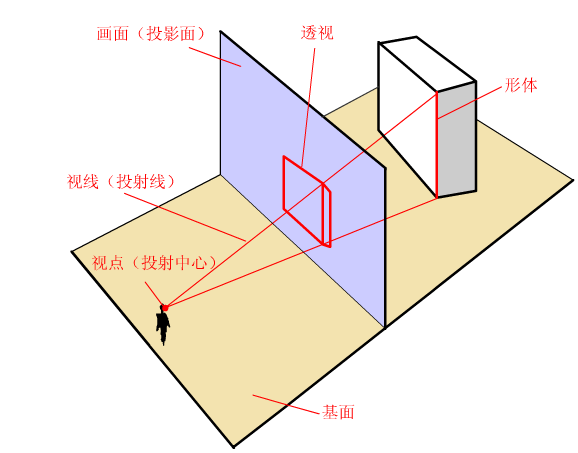 画面（投影面）
透视
形体
视线（投射线）
视点（投射中心）
基面